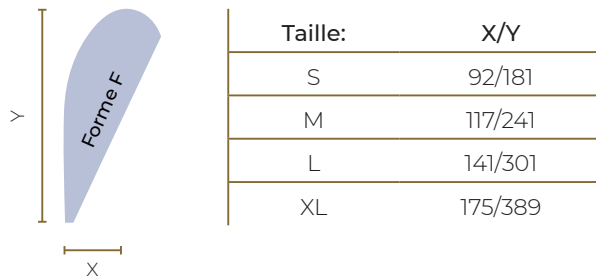 Y
Forme F
X
Taille: X/Y
S 92/181
M 117/241
L 141/301
XL 175/389